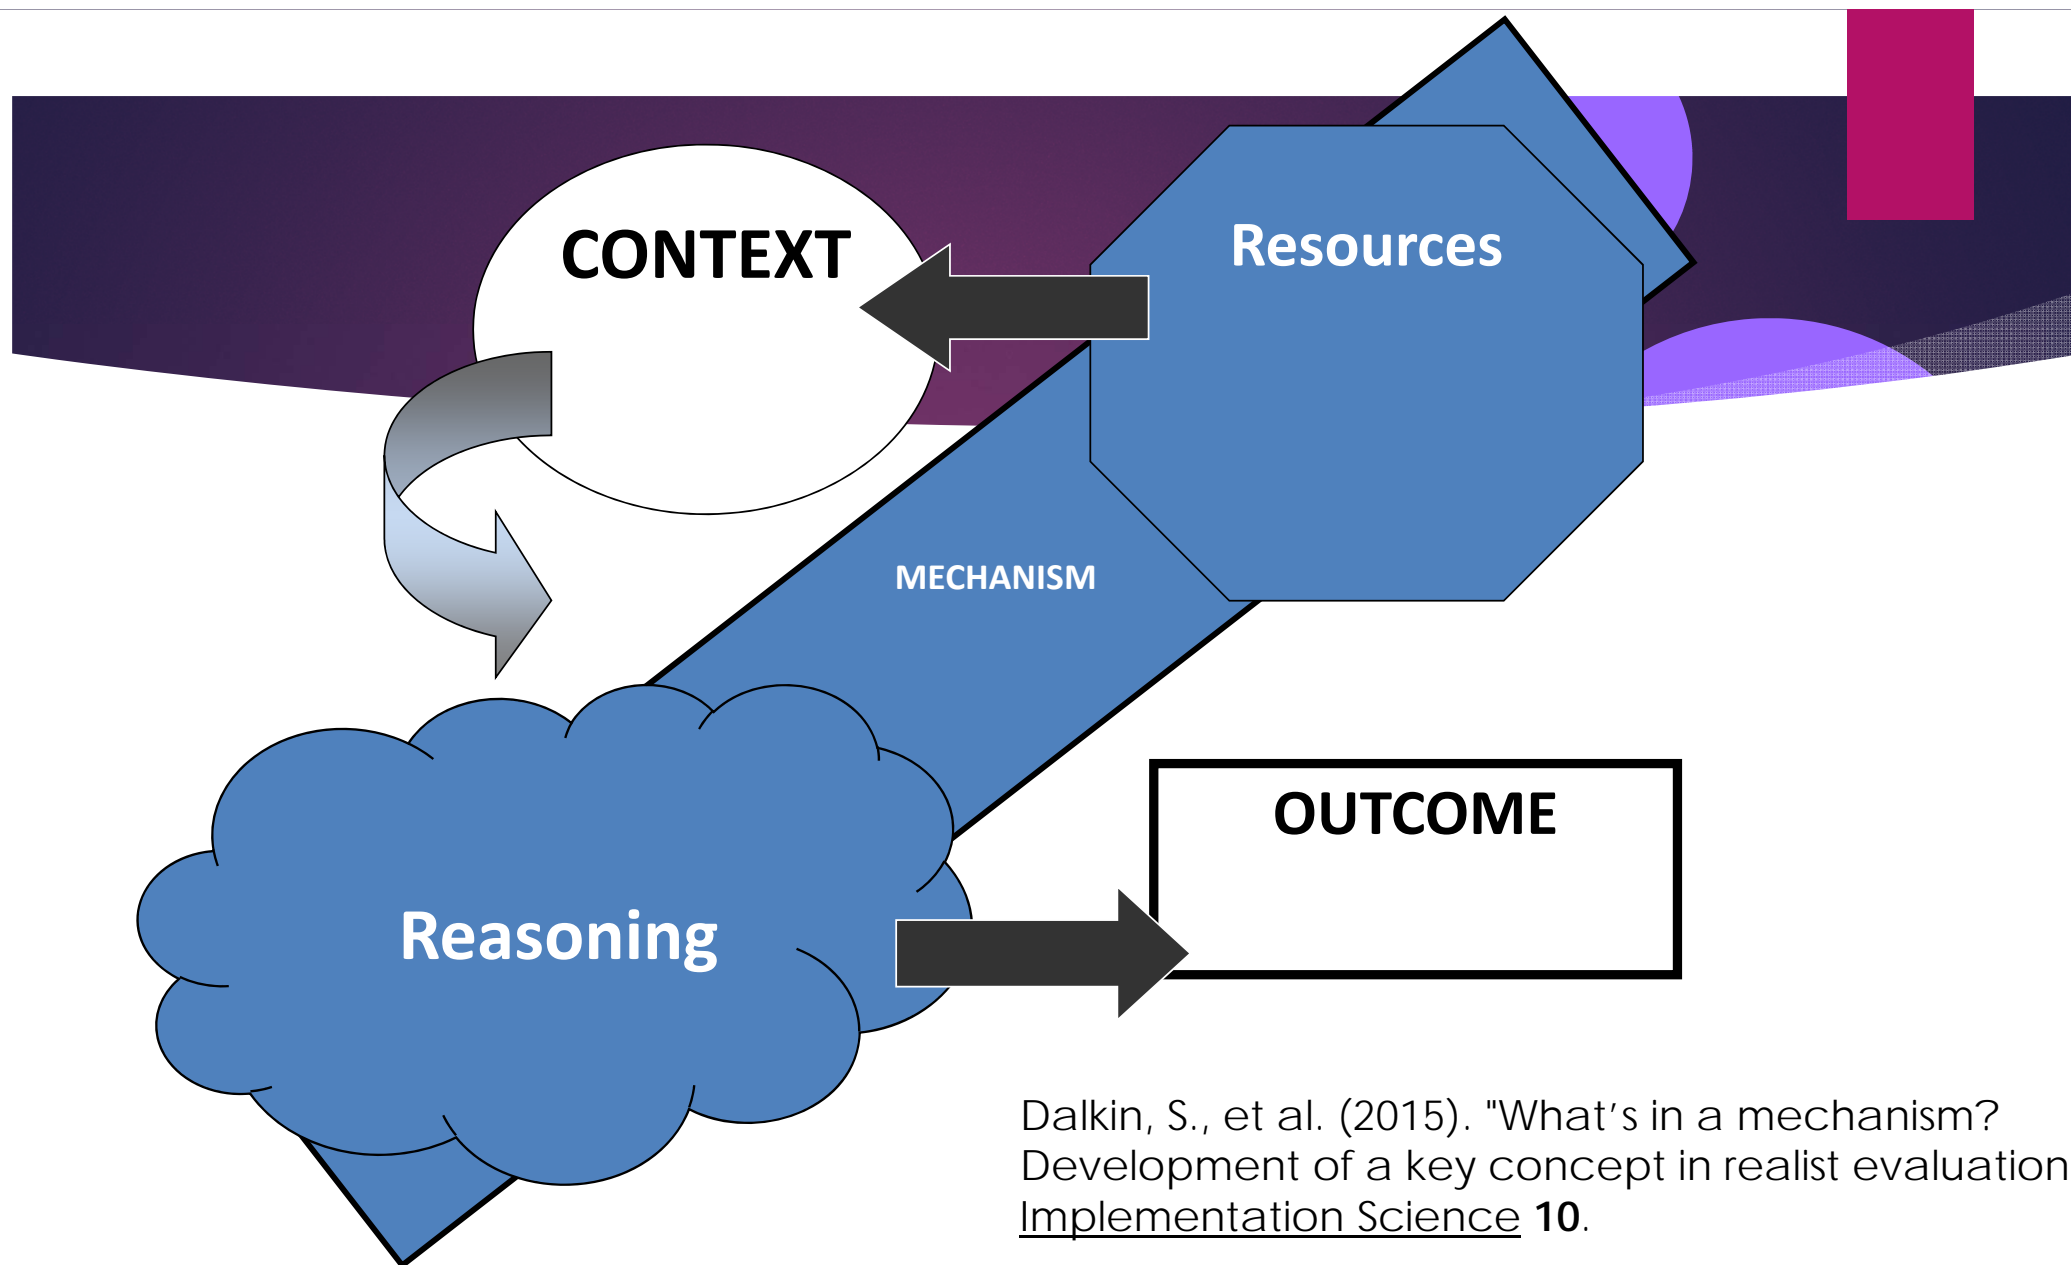 CONTEXT
Resources
MECHANISM
Reasoning
OUTCOME
Dalkin, S., et al. (2015). "What’s in a mechanism?
Development of a key concept in realist evaluation
Implementation Science 10.